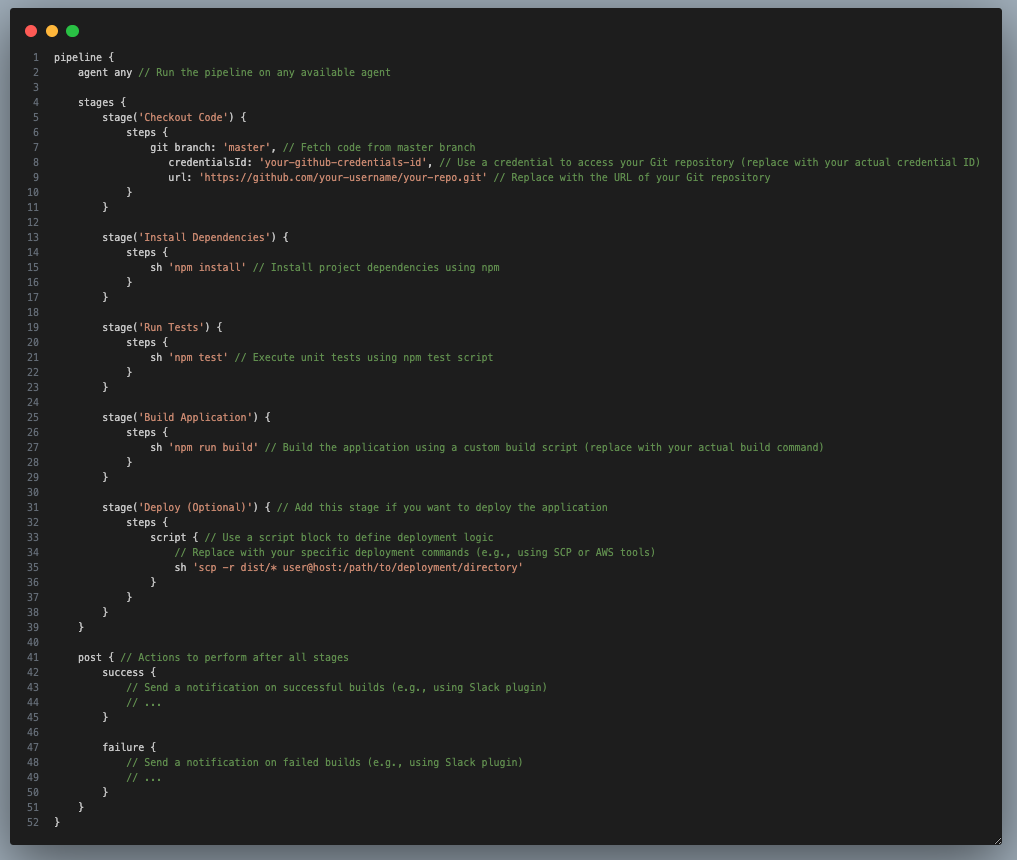 1 pipeline {
2 agent any // Run the pipeline on any available agent
3
4 stages {
5 stage('Checkout Code') {
6 steps {
7 git branch: 'master', // Fetch code from master branch
8 credentialsId: 'your-github-credentials-id', // Use a credential to access your Git repository (replace with your actual credential ID)
9 url: 'https://github.com/your-username/your-repo.git' // Replace with the URL of your Git repository
10 }
11 }
12
13 stage('Install Dependencies') {
14 steps {
15 sh 'npm install' // Install project dependencies using npm
16 }
17 }
18
19 stage('Run Tests') {
20 steps {
21 sh 'npm test' // Execute unit tests using npm test script
22 }
23 }
24
25 stage('Build Application') {
26 steps {
27 sh 'npm run build' // Build the application using a custom build script (replace with your actual build command)
28 }
29 }
30
31 stage('Deploy (Optional)') { // Add this stage if you want to deploy the application
32 steps {
33 script { // Use a script block to define deployment logic
34 // Replace with your specific deployment commands (e.g., using SCP or AWS tools)
35 sh 'scp -r dist/* user@host:/path/to/deployment/directory'
36 }
37 }
38 }
39 }
40
41 post { // Actions to perform after all stages
42 success {
43 // Send a notification on successful builds (e.g., using Slack plugin)
44 // ...
45 }
46
47 failure {
48 // Send a notification on failed builds (e.g., using Slack plugin)
49 // ...
50 }
51 }
52 }